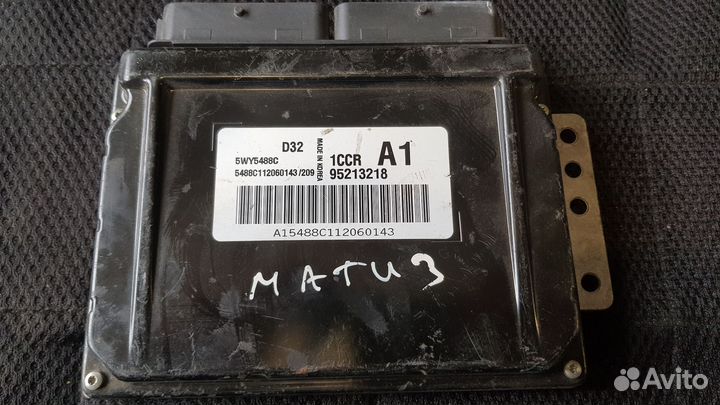 D32
MADE IN KOREA
1CCR A1
5WY5488C
5488C112060143/209
95213218
A15488C112060143
МАТИЗ
Avito